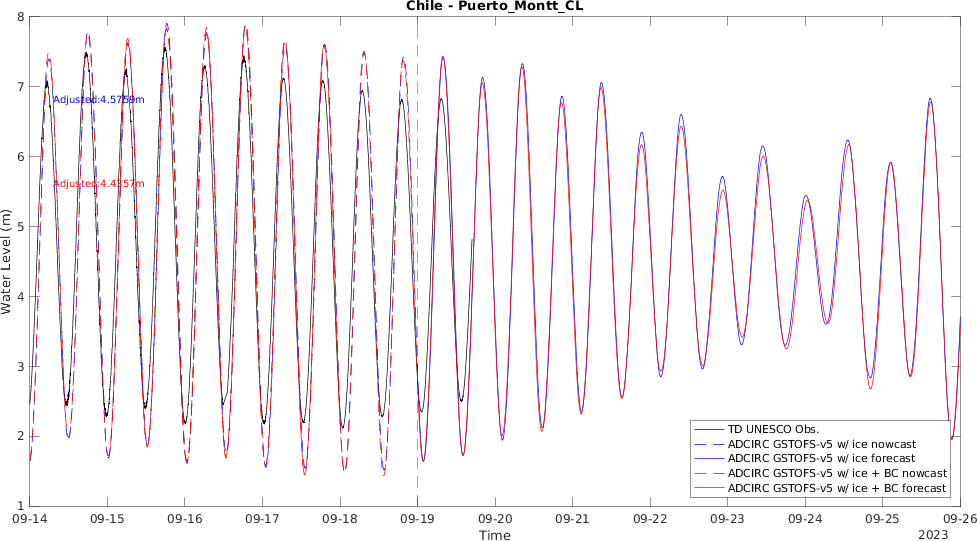 Chile - Puerto_Montt_CL
8
7
6
5
4
3
2
1
Water Level (m)
Adjusted:4.5759m
Adjusted:4.4357m
TD UNESCO Obs.
ADCIRC GSTOFS-v5 w/ ice nowcast
ADCIRC GSTOFS-v5 w/ ice forecast
ADCIRC GSTOFS-v5 w/ ice + BC nowcast
ADCIRC GSTOFS-v5 w/ ice + BC forecast
09-14 09-15 09-16 09-17 09-18 09-19 09-20 09-21 09-22 09-23 09-24 09-25 09-26
Time
2023